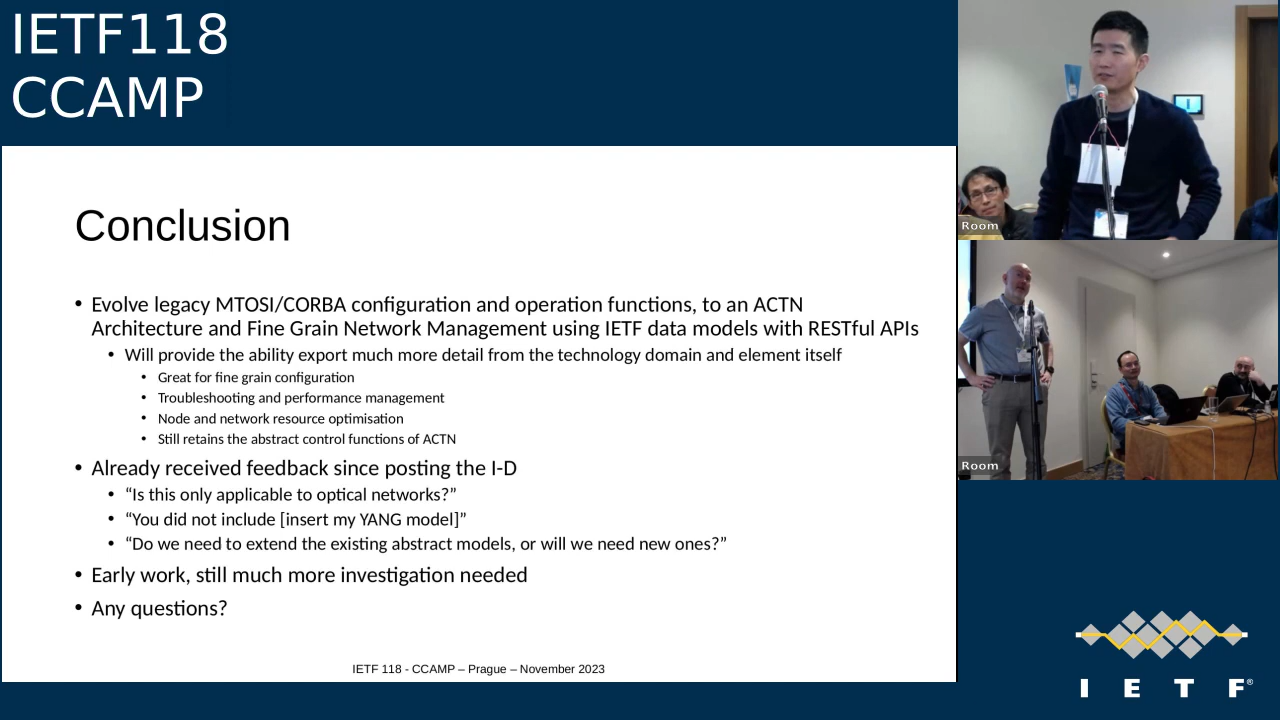 IETF118
CCAMP
Conclusion
• Evolve legacy MTOSI/CORBA configuration and operation functions, to an ACTN
Architecture and Fine Grain Network Management using IETF data models with RESTful APIs
• Will provide the ability export much more detail from the technology domain and element itself
• Great for fine grain configuration
• Troubleshooting and performance management
• Node and network resource optimisation
• Still retains the abstract control functions of ACTN
• Already received feedback since posting the I-D
• “Is this only applicable to optical networks?”
• “You did not include [insert my YANG model]”
• “Do we need to extend the existing abstract models, or will we need new ones?”
• Early work, still much more investigation needed
• Any questions?
IETF 118 - CCAMP – Prague – November 2023
Room
Room
I E T F®